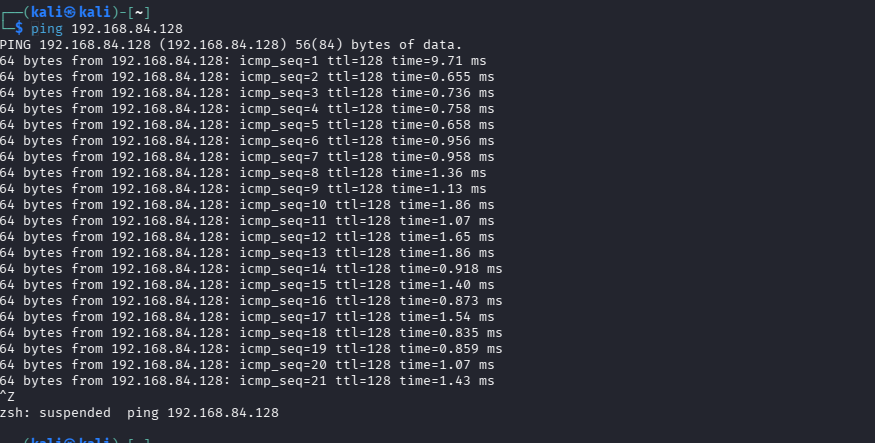 ┌──(kali㉿kali)-[~]
└─$ ping 192.168.84.128
PING 192.168.84.128 (192.168.84.128) 56(84) bytes of data.
64 bytes from 192.168.84.128: icmp_seq=1 ttl=128 time=9.71 ms
64 bytes from 192.168.84.128: icmp_seq=2 ttl=128 time=0.655 ms
64 bytes from 192.168.84.128: icmp_seq=3 ttl=128 time=0.736 ms
64 bytes from 192.168.84.128: icmp_seq=4 ttl=128 time=0.758 ms
64 bytes from 192.168.84.128: icmp_seq=5 ttl=128 time=0.658 ms
64 bytes from 192.168.84.128: icmp_seq=6 ttl=128 time=0.956 ms
64 bytes from 192.168.84.128: icmp_seq=7 ttl=128 time=0.958 ms
64 bytes from 192.168.84.128: icmp_seq=8 ttl=128 time=1.36 ms
64 bytes from 192.168.84.128: icmp_seq=9 ttl=128 time=1.13 ms
64 bytes from 192.168.84.128: icmp_seq=10 ttl=128 time=1.86 ms
64 bytes from 192.168.84.128: icmp_seq=11 ttl=128 time=1.07 ms
64 bytes from 192.168.84.128: icmp_seq=12 ttl=128 time=1.65 ms
64 bytes from 192.168.84.128: icmp_seq=13 ttl=128 time=1.86 ms
64 bytes from 192.168.84.128: icmp_seq=14 ttl=128 time=0.918 ms
64 bytes from 192.168.84.128: icmp_seq=15 ttl=128 time=1.40 ms
64 bytes from 192.168.84.128: icmp_seq=16 ttl=128 time=0.873 ms
64 bytes from 192.168.84.128: icmp_seq=17 ttl=128 time=1.54 ms
64 bytes from 192.168.84.128: icmp_seq=18 ttl=128 time=0.835 ms
64 bytes from 192.168.84.128: icmp_seq=19 ttl=128 time=0.859 ms
64 bytes from 192.168.84.128: icmp_seq=20 ttl=128 time=1.07 ms
64 bytes from 192.168.84.128: icmp_seq=21 ttl=128 time=1.43 ms
^Z
zsh: suspended  ping 192.168.84.128